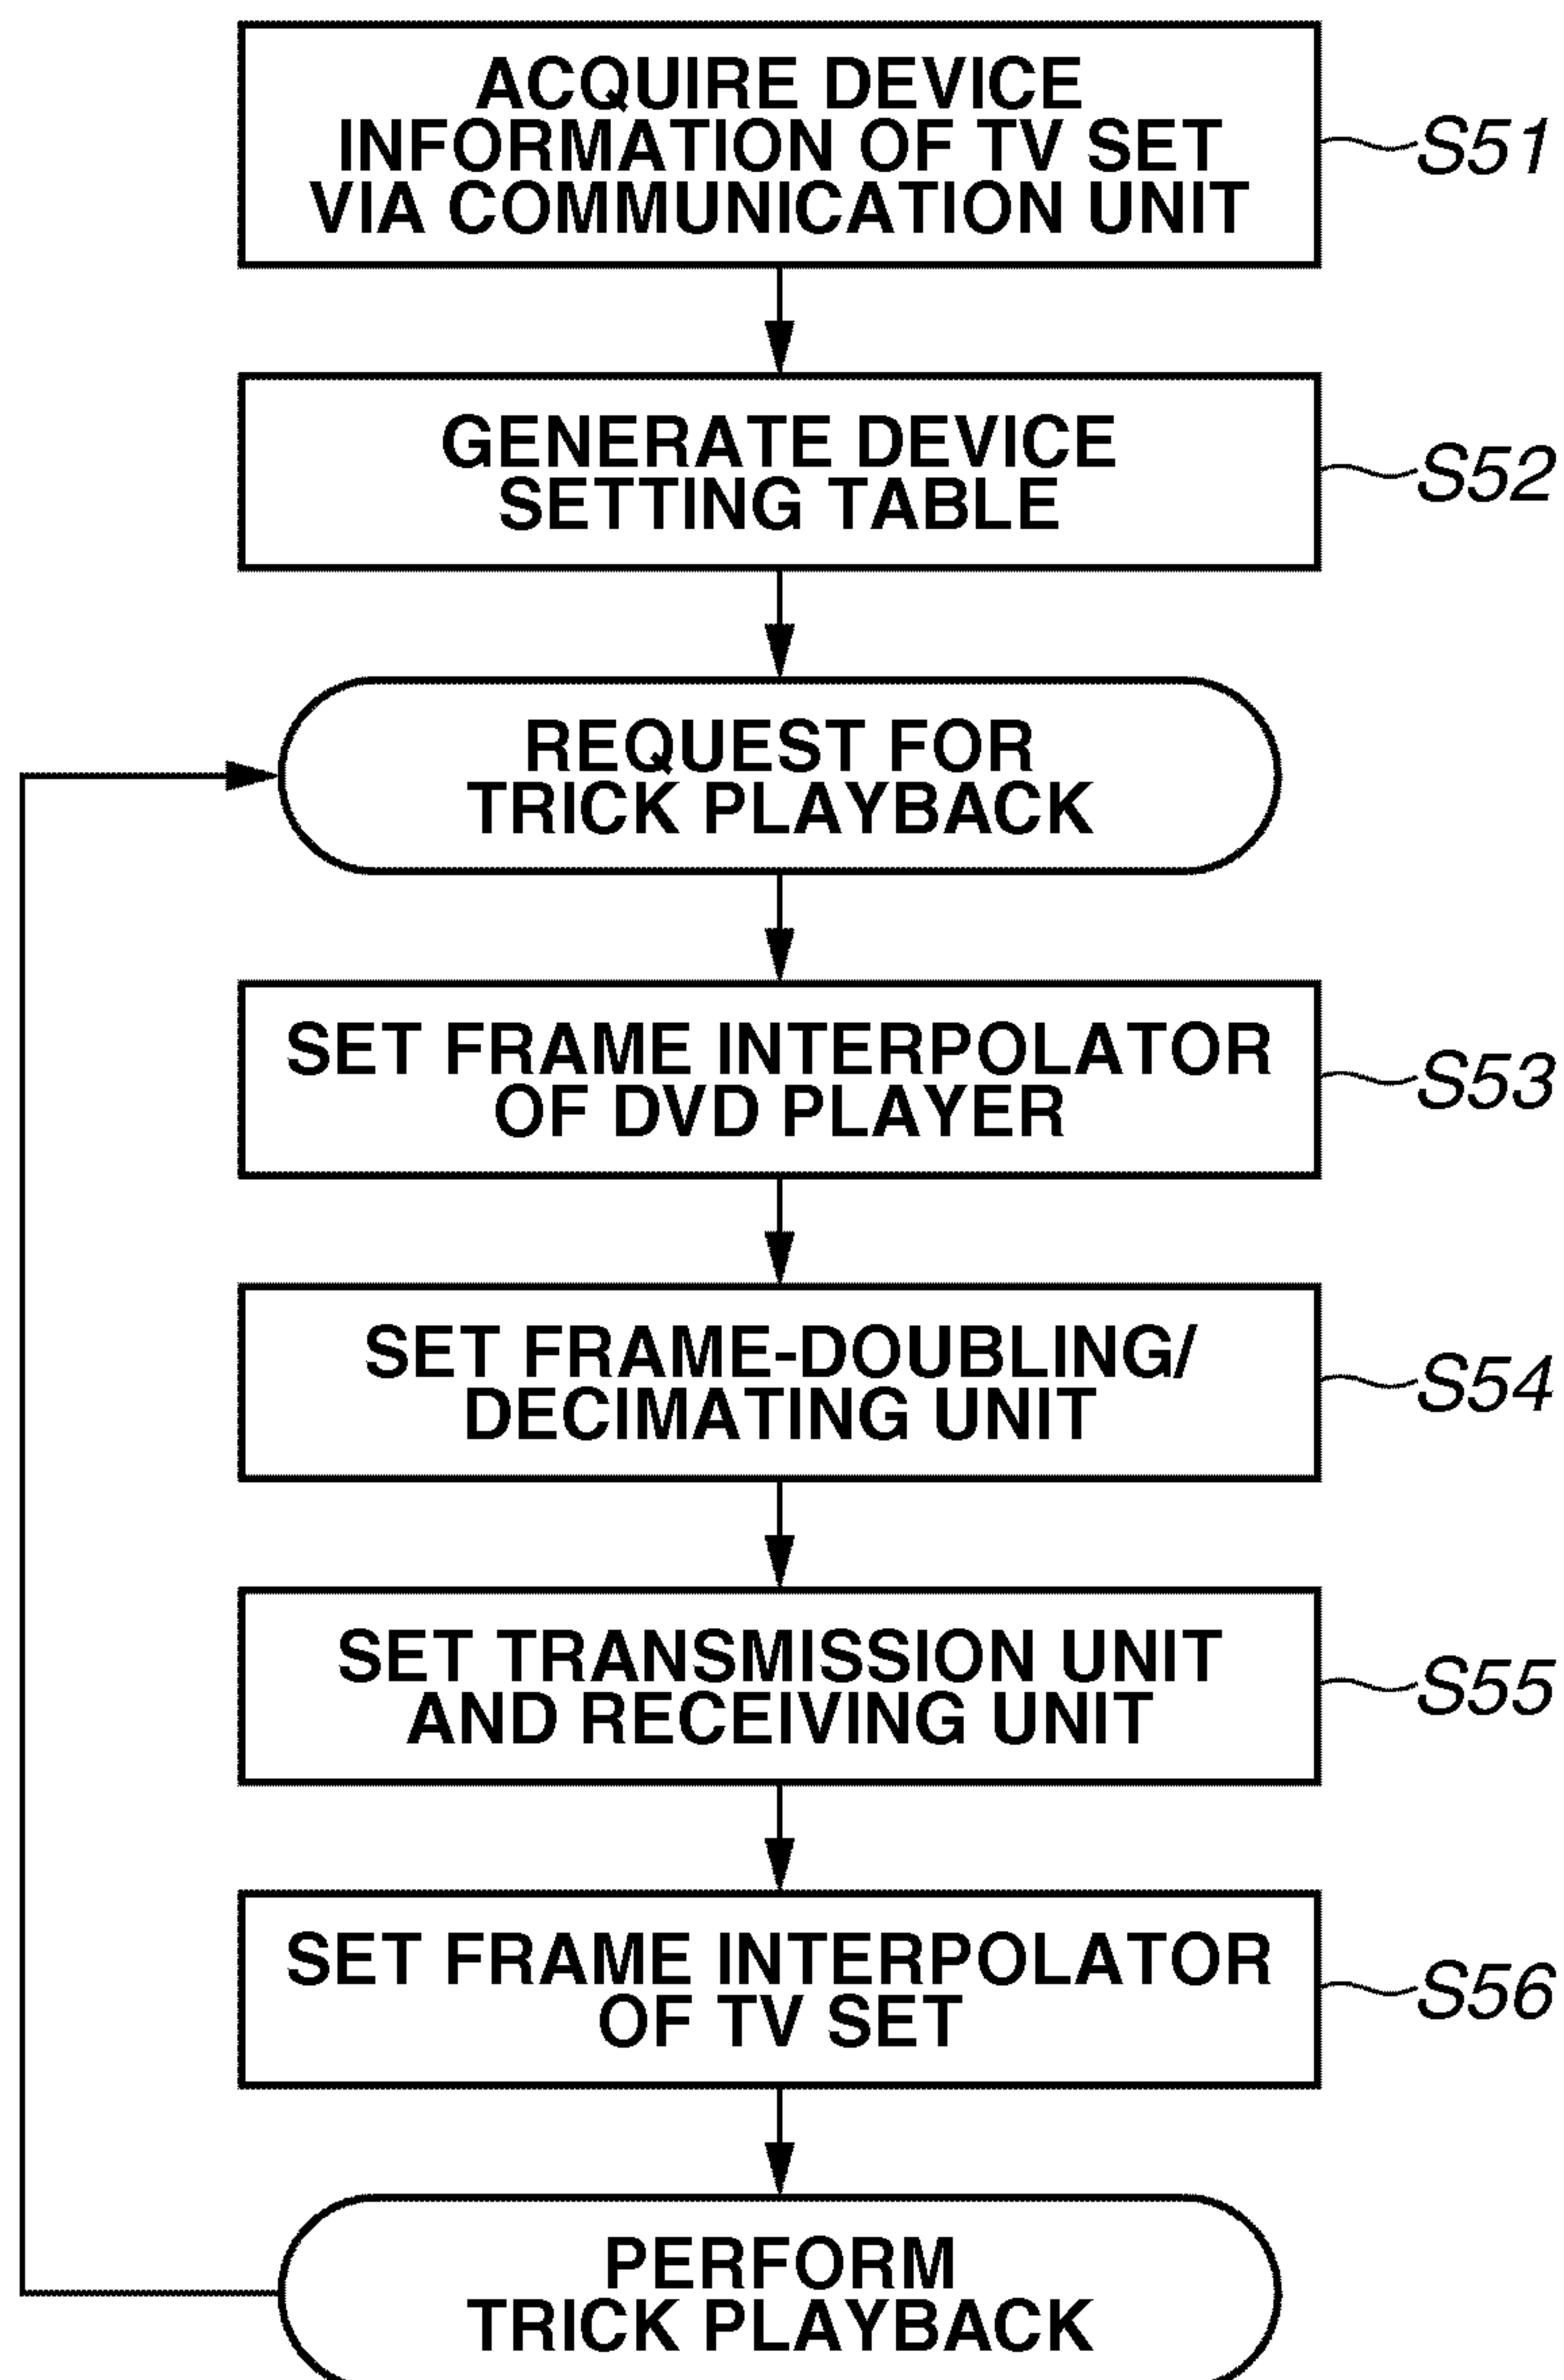 ACQUIRE DEVICE
INFORMATION OF TV SET
VIA COMMUNICATION UNIT
S51
GENERATE DEVICE
SETTING TABLE
S52
REQUEST FOR
TRICK PLAYBACK
SET FRAME INTERPOLATOR
OF DVD PLAYER
S53
SET FRAME-DOUBLING/
DECIMATING UNIT
S54
SET TRANSMISSION UNIT
AND RECEIVING UNIT
S55
SET FRAME INTERPOLATOR
OF TV SET
S56
PERFORM
TRICK PLAYBACK